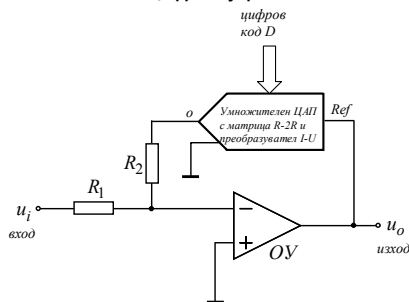 цифров
код D
o
Умножителен ЦАП
с матрица R-2R и
преобразувател I-U
Ref
R2
R1
ui
вход
−
+
ОУ
uo
изход